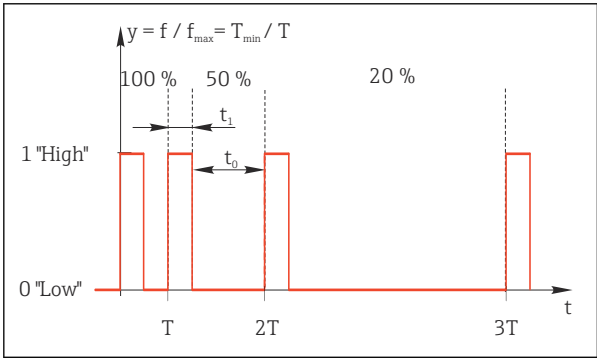 y = f / fmax= Tmin / T
100 % 50 % 20 %
t1
1 "High"
t0
0 "Low"
t
T 2T 3T